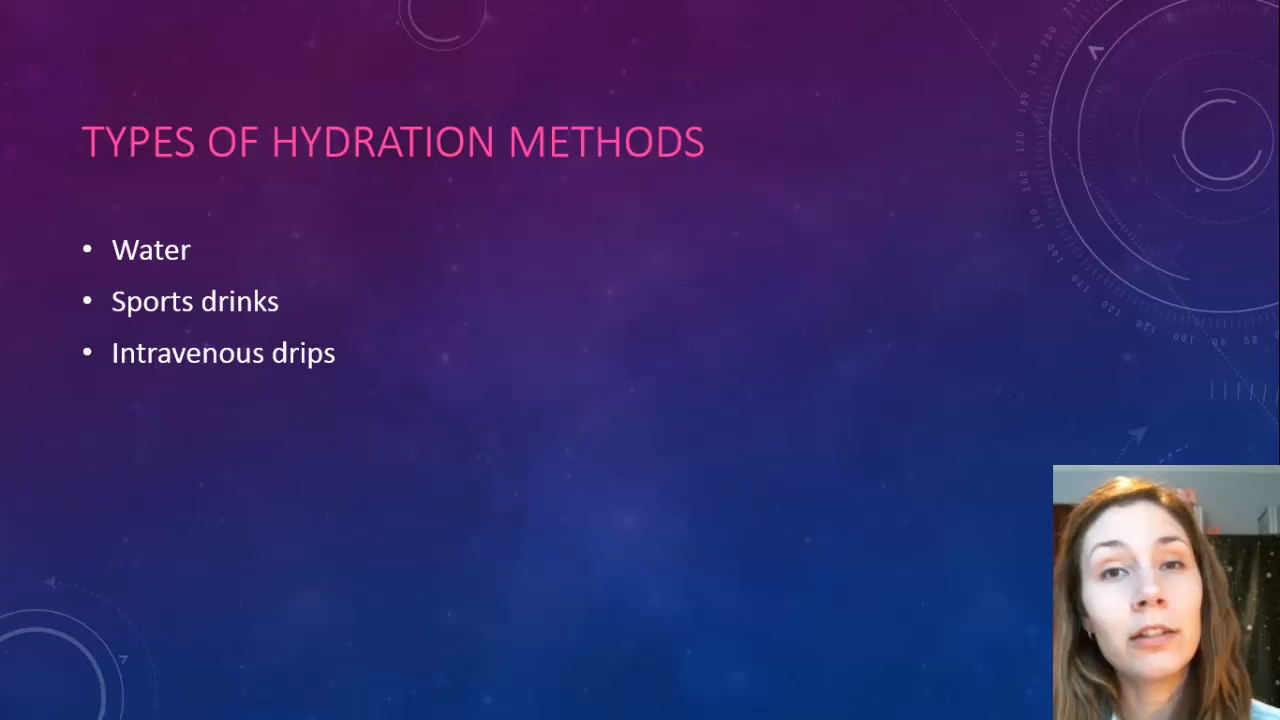 TYPES OF HYDRATION METHODS
• Water
• Sports drinks
• Intravenous drips